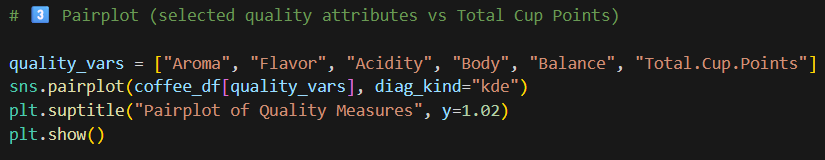 # 3️⃣ Pairplot (selected quality attributes vs Total Cup Points)
quality_vars = ["Aroma", "Flavor", "Acidity", "Body", "Balance", "Total.Cup.Points"]
sns.pairplot(coffee_df[quality_vars], diag_kind="kde")
plt.suptitle("Pairplot of Quality Measures", y=1.02)
plt.show()